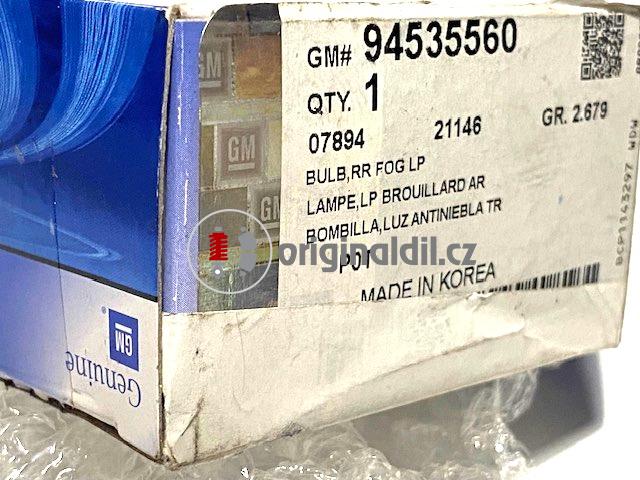 GM# 94535560
QTY. 1
07894 21146 GR. 2.679
BULB,RR FOG LP
LAMPE,LP BROUILLARD AR
BOMBILLA,LUZ ANTINIEBLA TR
P01
MADE IN KOREA
originaldil.cz
GM
GM
GM
GM
Genuine